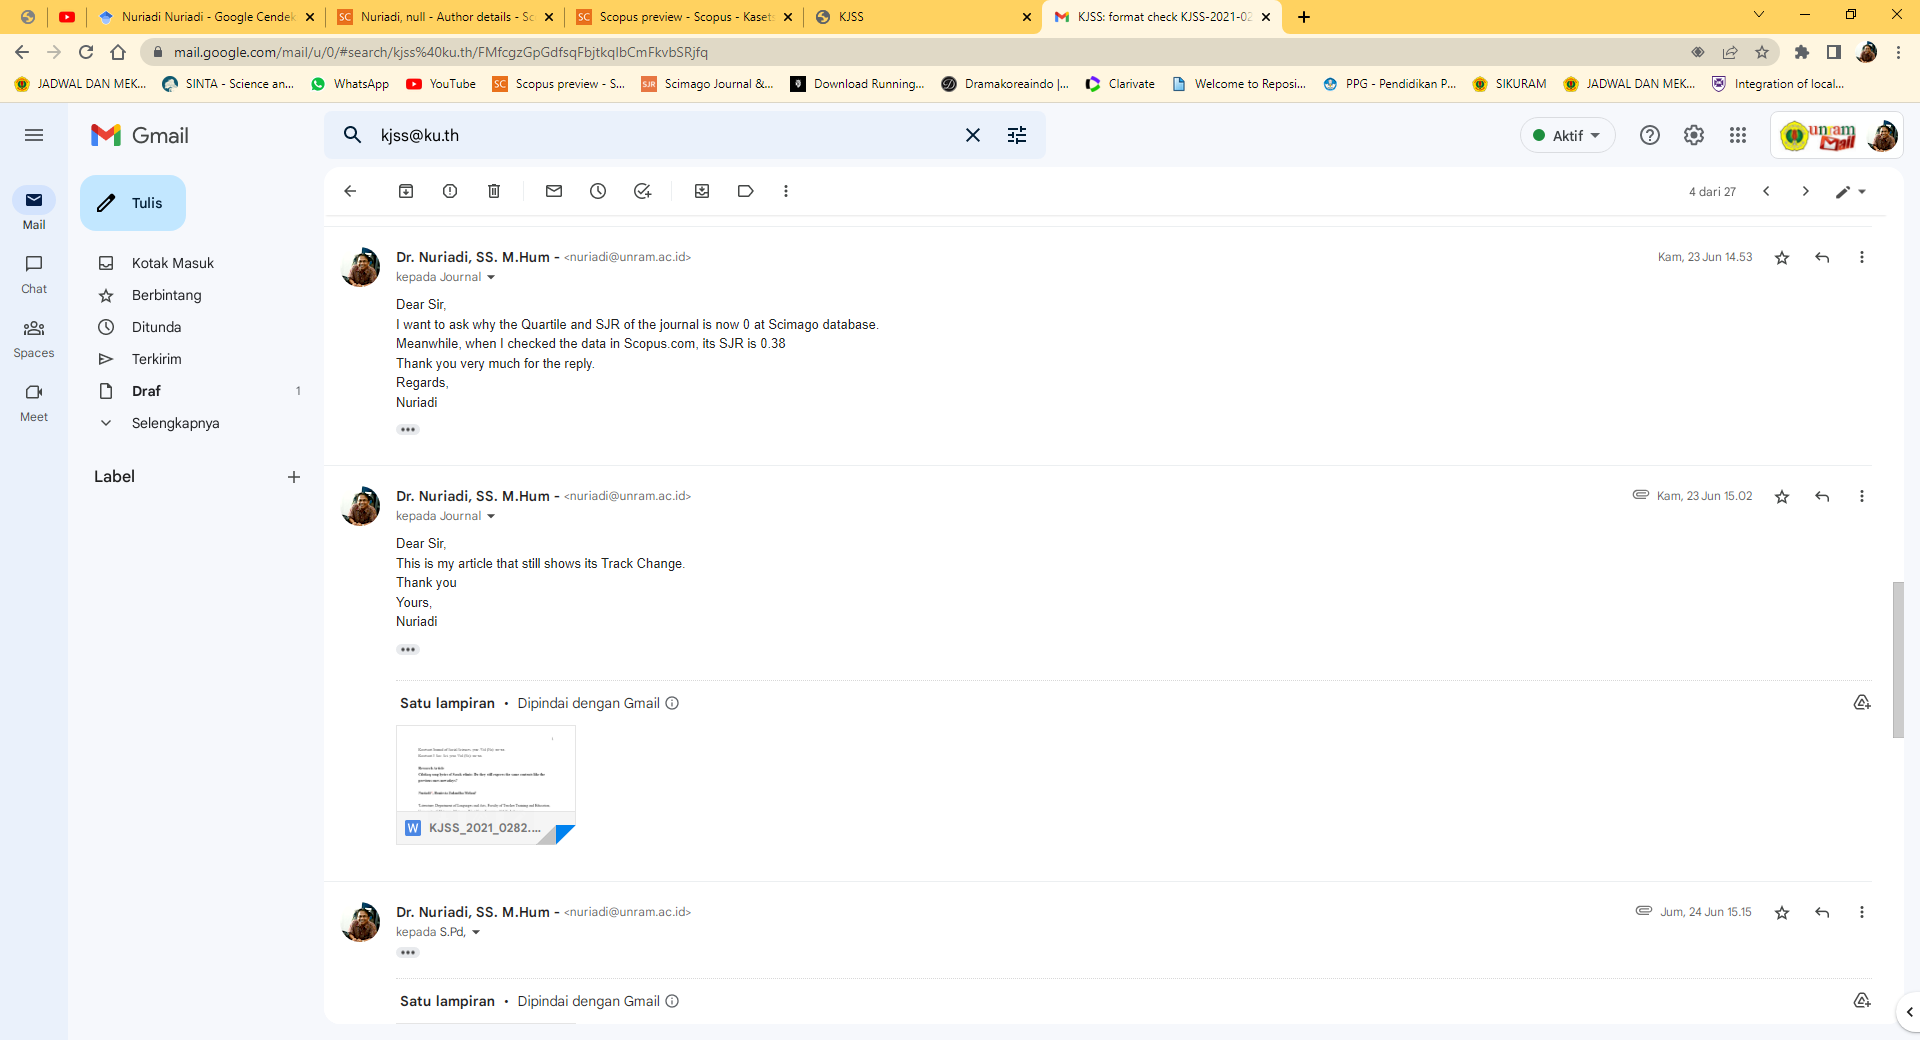 Nuriadi Nuriadi - Google Cendek
Nuriadi, null - Author details - Sc
Scopus preview - Scopus - Kasets
KJSS
KJSS: format check KJSS-2021-02
mail.google.com/mail/u/0/#search/kjss%40ku.th/FMfcgzGpGdfsqFbjtkqlbCmFkvbSRjfq
JADWAL DAN MEK...
SINTA - Science an...
WhatsApp
YouTube
Scopus preview - S...
Scimago Journal &...
Download Running...
Dramakoreaindo |...
Clarivate
Welcome to Reposi...
PPG - Pendidikan P...
SIKURAM
JADWAL DAN MEK...
Integration of local...
Gmail
kjss@ku.th
Aktif
unram
Mail
Mail
Chat
Spaces
Meet
Tulis
Kotak Masuk
Berbintang
Ditunda
Terkirim
Draf 1
Selengkapnya
Label
4 dari 27
Dr. Nuriadi, SS. M.Hum - <nuriadi@unram.ac.id>
Kam, 23 Jun 14.53
kepada Journal
Dear Sir,
I want to ask why the Quartile and SJR of the journal is now 0 at Scimago database.
Meanwhile, when I checked the data in Scopus.com, its SJR is 0.38
Thank you very much for the reply.
Regards,
Nuriadi
Dr. Nuriadi, SS. M.Hum - <nuriadi@unram.ac.id>
Kam, 23 Jun 15.02
kepada Journal
Dear Sir,
This is my article that still shows its Track Change.
Thank you
Yours,
Nuriadi
Satu lampiran • Dipindai dengan Gmail
Research Article
W KJSS_2021_0282....
Dr. Nuriadi, SS. M.Hum - <nuriadi@unram.ac.id>
Jum, 24 Jun 15.15
kepada S.Pd,
Satu lampiran • Dipindai dengan Gmail